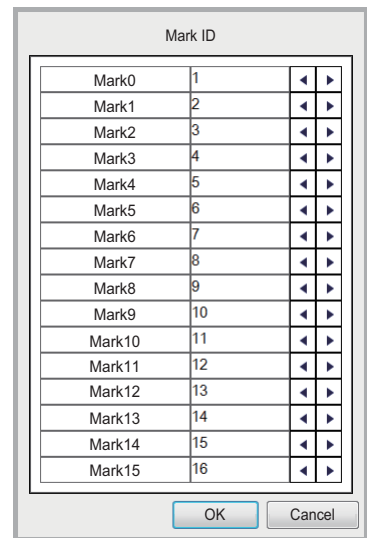 Mark ID
Mark0 1
Mark1 2
Mark2 3
Mark3 4
Mark4 5
Mark5 6
Mark6 7
Mark7 8
Mark8 9
Mark9 10
Mark10 11
Mark11 12
Mark12 13
Mark13 14
Mark14 15
Mark15 16
OK Cancel